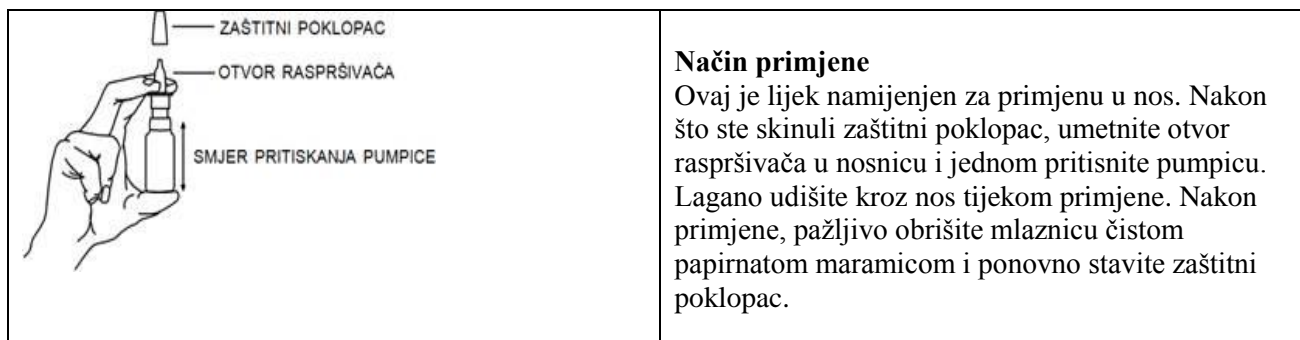 ZAŠTITNI POKLOPAC
OTVOR RASPRŠIVAČA
SMJER PRITISKANJA PUMPICE
Način primjene
Ovaj je lijek namijenjen za primjenu u nos. Nakon
što ste skinuli zaštitni poklopac, umetnite otvor
raspršivača u nosnicu i jednom pritisnite pumpicu.
Lagano udišite kroz nos tijekom primjene. Nakon
primjene, pažljivo obrišite mlaznicu čistom
papirnatom maramicom i ponovno stavite zaštitni
poklopac.